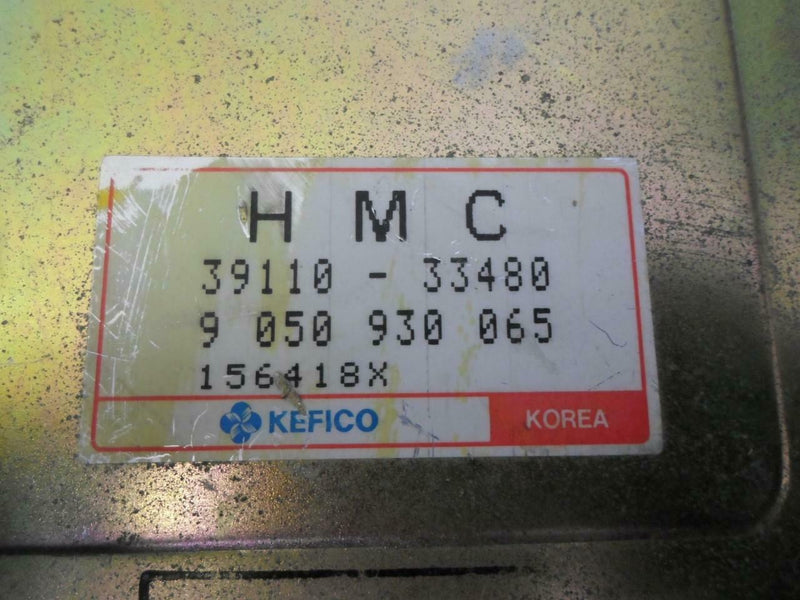 H M C
39110 - 33480
9 050 930 065
156418X
KEFICO KOREA